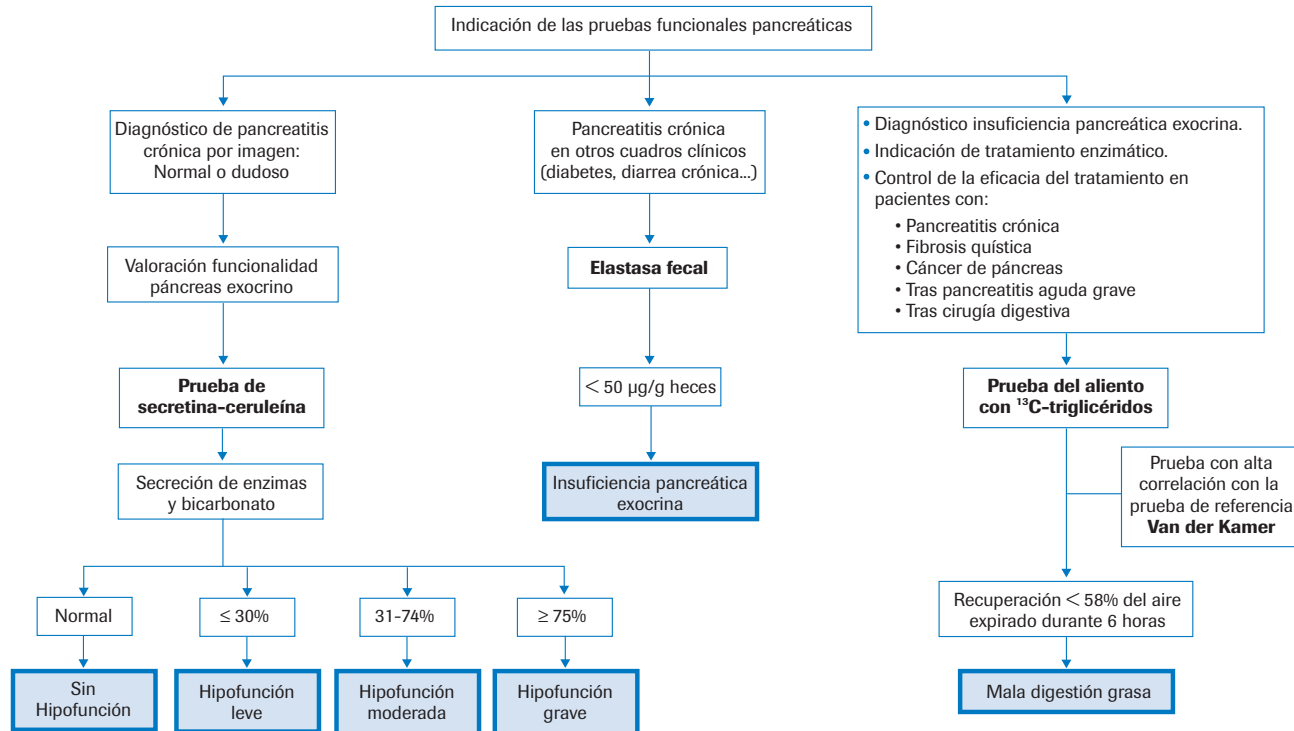 Indicación de las pruebas funcionales pancreáticas
Diagnóstico de pancreatitis
crónica por imagen:
Normal o dudoso
Valoración funcionalidad
páncreas exocrino
Prueba de
secretina-ceruleína
Secreción de enzimas
y bicarbonato
Normal
≤ 30%
31-74%
≥ 75%
Sin
Hipofunción
Hipofunción
leve
Hipofunción
moderada
Hipofunción
grave
Pancreatitis crónica
en otros cuadros clínicos
(diabetes, diarrea crónica...)
Elastasa fecal
< 50 µg/g heces
Insuficiencia pancreática
exocrina
• Diagnóstico insuficiencia pancreática exocrina.
• Indicación de tratamiento enzimático.
• Control de la eficacia del tratamiento en
pacientes con:
• Pancreatitis crónica
• Fibrosis quística
• Cáncer de páncreas
• Tras pancreatitis aguda grave
• Tras cirugía digestiva
Prueba del aliento
con ¹³C-triglicéridos
Prueba con alta
correlación con la
prueba de referencia
Van der Kamer
Recuperación < 58% del aire
expirado durante 6 horas
Mala digestión grasa